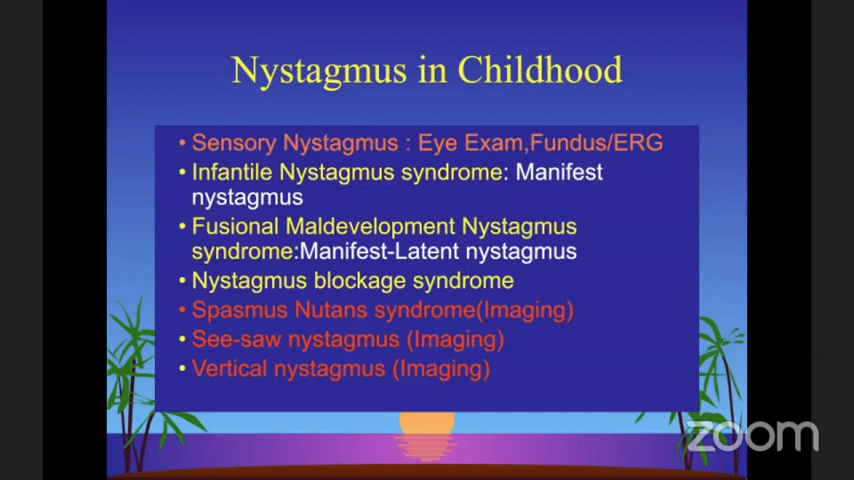 Nystagmus in Childhood
• Sensory Nystagmus : Eye Exam,Fundus/ERG
• Infantile Nystagmus syndrome: Manifest
nystagmus
• Fusional Maldevelopment Nystagmus
syndrome:Manifest-Latent nystagmus
• Nystagmus blockage syndrome
• Spasmus Nutans syndrome(Imaging)
• See-saw nystagmus (Imaging)
• Vertical nystagmus (Imaging)
zoom